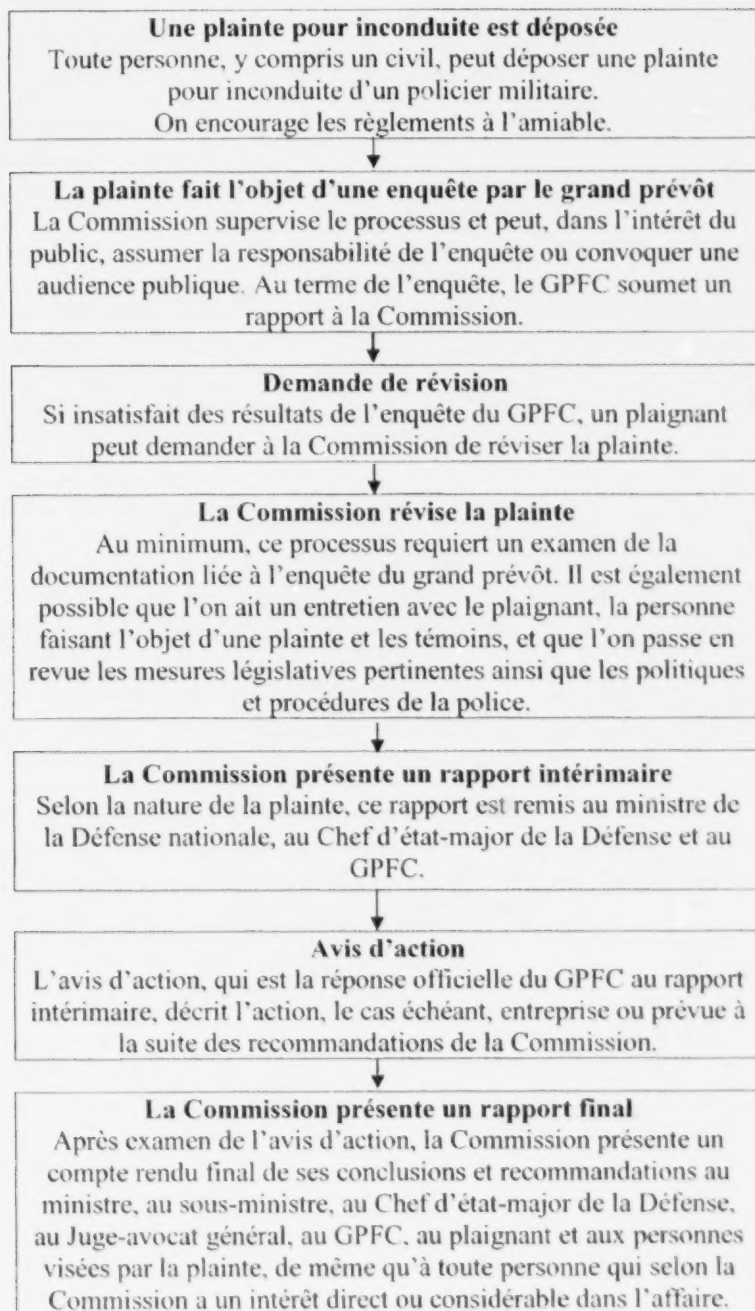 Une plainte pour inconduite est déposée
Toute personne, y compris un civil, peut déposer une plainte
pour inconduite d'un policier militaire.
On encourage les règlements à l'amiable.
La plainte fait l'objet d'une enquête par le grand prévôt
La Commission supervise le processus et peut, dans l'intérêt du
public, assumer la responsabilité de l'enquête ou convoquer une
audience publique. Au terme de l'enquête, le GPFC soumet un
rapport à la Commission.
Demande de révision
Si insatisfait des résultats de l'enquête du GPFC, un plaignant
peut demander à la Commission de réviser la plainte.
La Commission révise la plainte
Au minimum, ce processus requiert un examen de la
documentation liée à l'enquête du grand prévôt. Il est également
possible que l'on ait un entretien avec le plaignant, la personne
faisant l'objet d'une plainte et les témoins, et que l'on passe en
revue les mesures législatives pertinentes ainsi que les politiques
et procédures de la police.
La Commission présente un rapport intérimaire
Selon la nature de la plainte, ce rapport est remis au ministre de
la Défense nationale, au Chef d'état-major de la Défense et au
GPFC.
Avis d'action
L'avis d'action, qui est la réponse officielle du GPFC au rapport
intérimaire, décrit l'action, le cas échéant, entreprise ou prévue à
la suite des recommandations de la Commission.
La Commission présente un rapport final
Après examen de l'avis d'action, la Commission présente un
compte rendu final de ses conclusions et recommandations au
ministre, au sous-ministre, au Chef d'état-major de la Défense,
au Juge-avocat général, au GPFC, au plaignant et aux personnes
visées par la plainte, de même qu'à toute personne qui selon la
Commission a un intérêt direct ou considérable dans l'affaire.